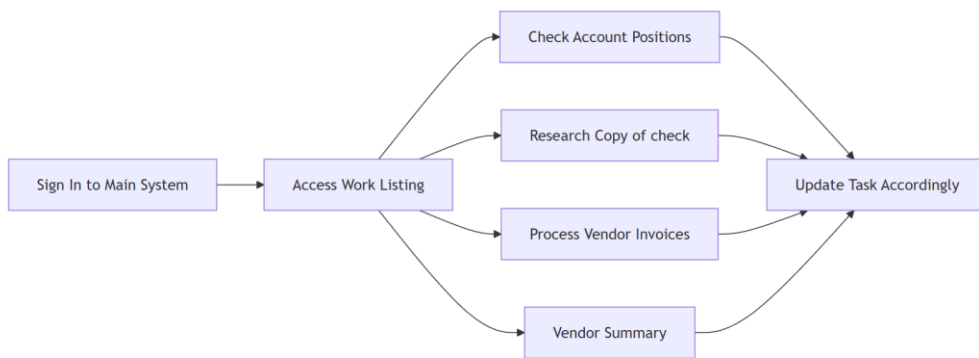 Sign In to Main System
Access Work Listing
Check Account Positions
Research Copy of check
Process Vendor Invoices
Vendor Summary
Update Task Accordingly